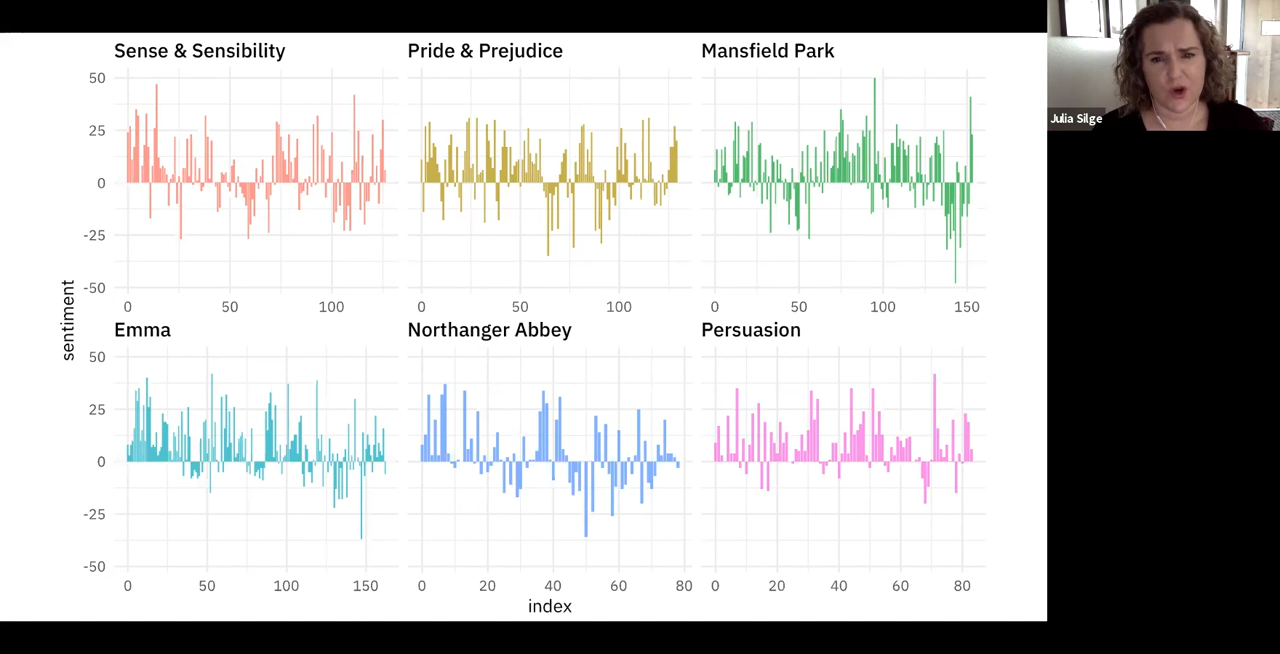 Sense & Sensibility Pride & Prejudice Mansfield Park
50
25
0
-25
-50
0 50 100 0 50 100 0 50 100 150
Emma Northanger Abbey Persuasion
50
25
0
-25
-50
0 50 100 150 0 20 40 60 80 0 20 40 60 80
sentiment
index
Julia Silge